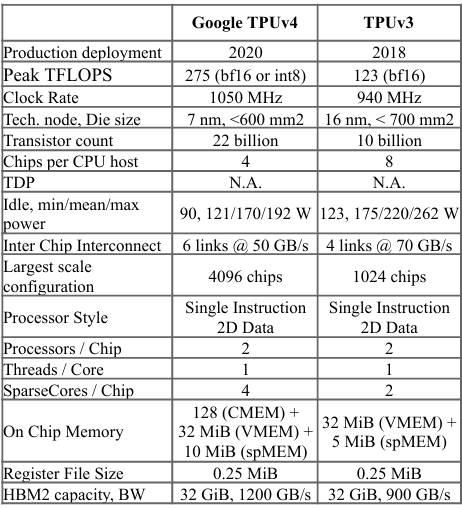 Google TPUv4 TPUv3
Production deployment 2020 2018
Peak TFLOPS 275 (bf16 or int8) 123 (bf16)
Clock Rate 1050 MHz 940 MHz
Tech. node, Die size 7 nm, <600 mm2 16 nm, < 700 mm2
Transistor count 22 billion 10 billion
Chips per CPU host 4 8
TDP N.A. N.A.
Idle, min/mean/max
power 90, 121/170/192 W 123, 175/220/262 W
Inter Chip Interconnect 6 links @ 50 GB/s 4 links @ 70 GB/s
Largest scale
configuration 4096 chips 1024 chips
Processor Style Single Instruction
2D Data Single Instruction
2D Data
Processors / Chip 2 2
Threads / Core 1 1
SparseCores / Chip 4 2
On Chip Memory 128 (CMEM) +
32 MiB (VMEM) +
10 MiB (spMEM) 32 MiB (VMEM) +
5 MiB (spMEM)
Register File Size 0.25 MiB 0.25 MiB
HBM2 capacity, BW 32 GiB, 1200 GB/s 32 GiB, 900 GB/s